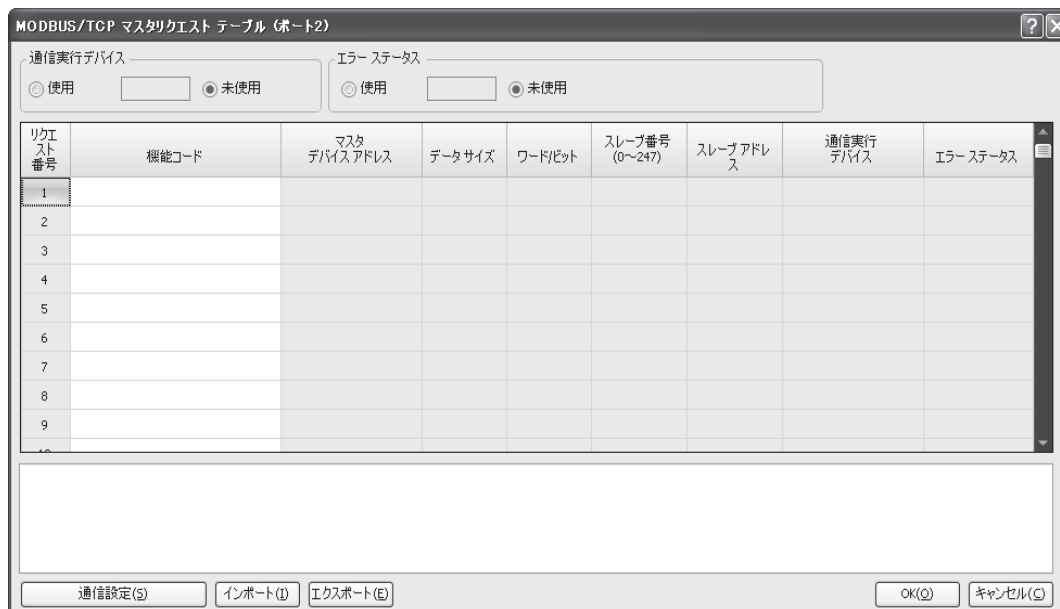 MODBUS/TCP マスタリクエスト テーブル (ポート2)
通信実行デバイス
使用
未使用
エラー ステータス
使用
未使用
リクエスト番号
機能コード
マスタ デバイス アドレス
データ サイズ
ワード/ビット
スレーブ番号 (0～247)
スレーブ アドレス
通信実行 デバイス
エラー ステータス
1
2
3
4
5
6
7
8
9
通信設定(S)
インポート(I)
エクスポート(E)
OK(O)
キャンセル(C)